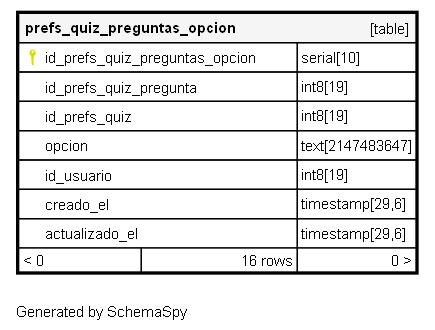 prefs_quiz_preguntas_opcion [table]
id_prefs_quiz_preguntas_opcion serial[10]
id_prefs_quiz_pregunta int8[19]
id_prefs_quiz int8[19]
opcion text[2147483647]
id_usuario int8[19]
creado_el timestamp[29,6]
actualizado_el timestamp[29,6]
< 0 16 rows 0 >
Generated by SchemaSpy